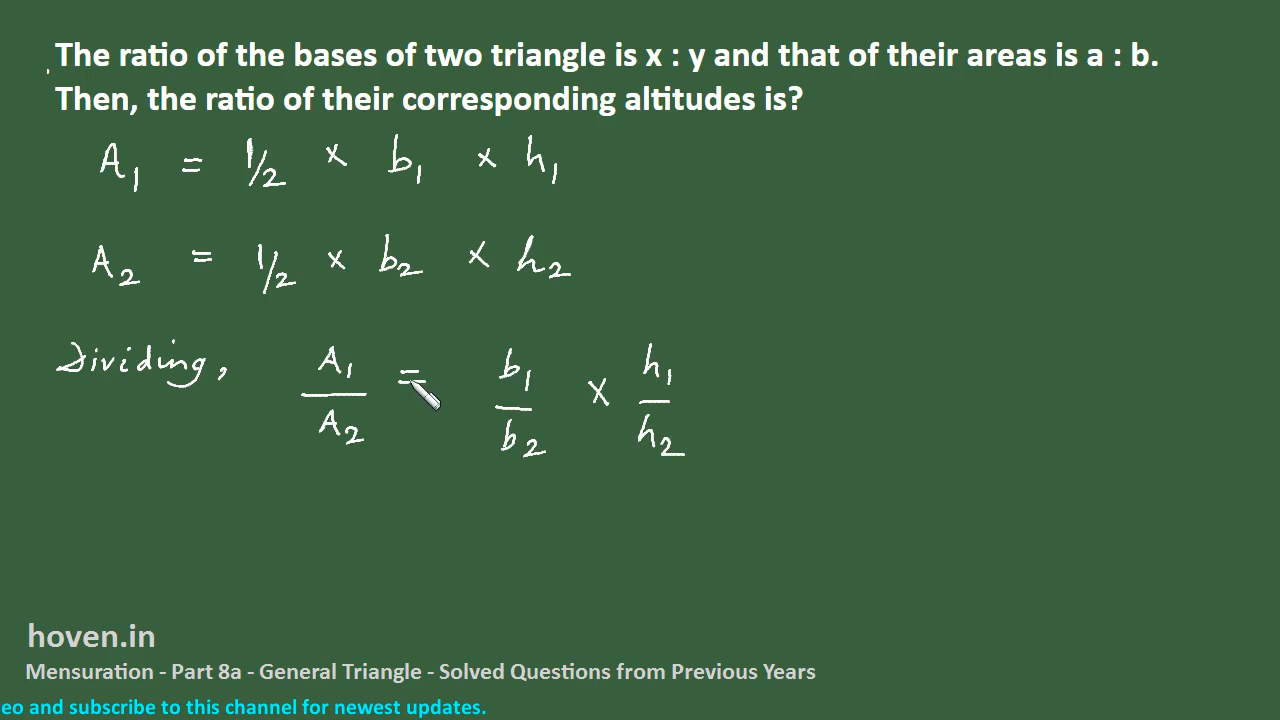 The ratio of the bases of two triangle is x : y and that of their areas is a : b.
Then, the ratio of their corresponding altitudes is?
A₁ = 1/2 × b₁ × h₁
A₂ = 1/2 × b₂ × h₂
Dividing, A₁/A₂ = b₁/b₂ × h₁/h₂
hoven.in
Mensuration - Part 8a - General Triangle - Solved Questions from Previous Years
eo and subscribe to this channel for newest updates.